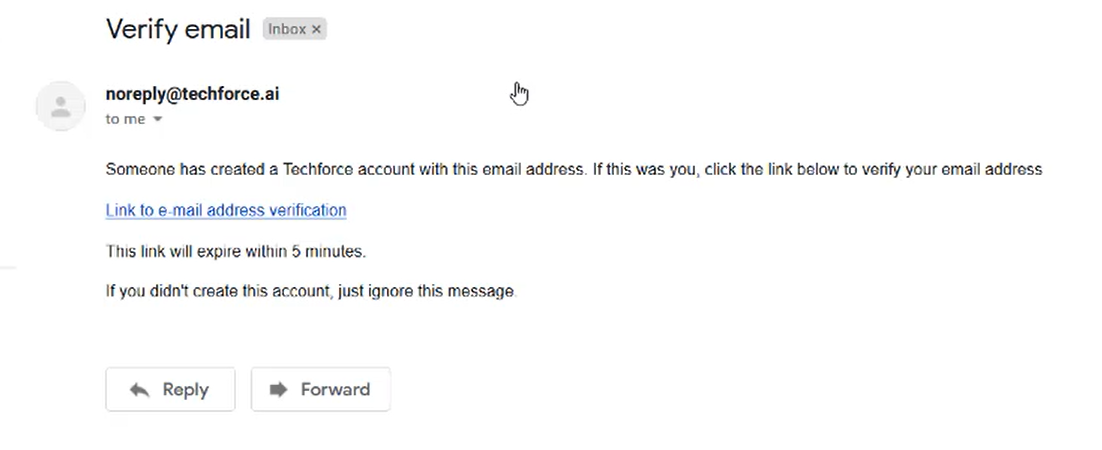 Verify email Inbox ×
noreply@techforce.ai
to me
Someone has created a Techforce account with this email address. If this was you, click the link below to verify your email address
Link to e-mail address verification
This link will expire within 5 minutes.
If you didn't create this account, just ignore this message.
Reply Forward